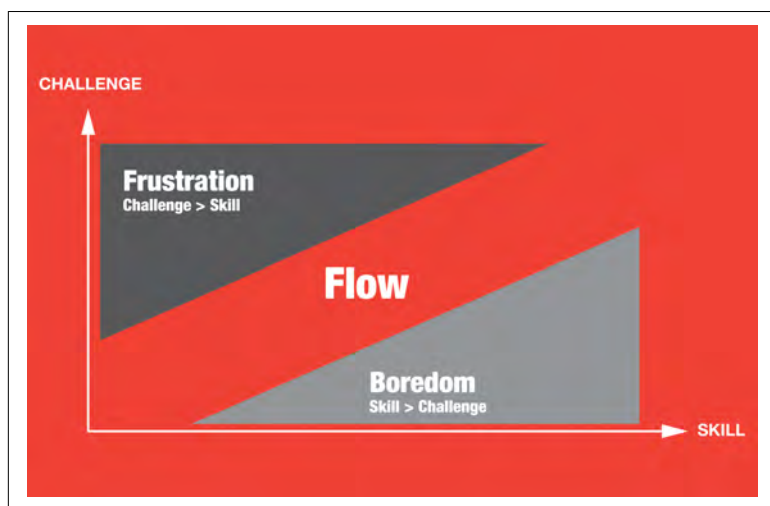 CHALLENGE
Frustration
Challenge > Skill
Flow
Boredom
Skill > Challenge
SKILL